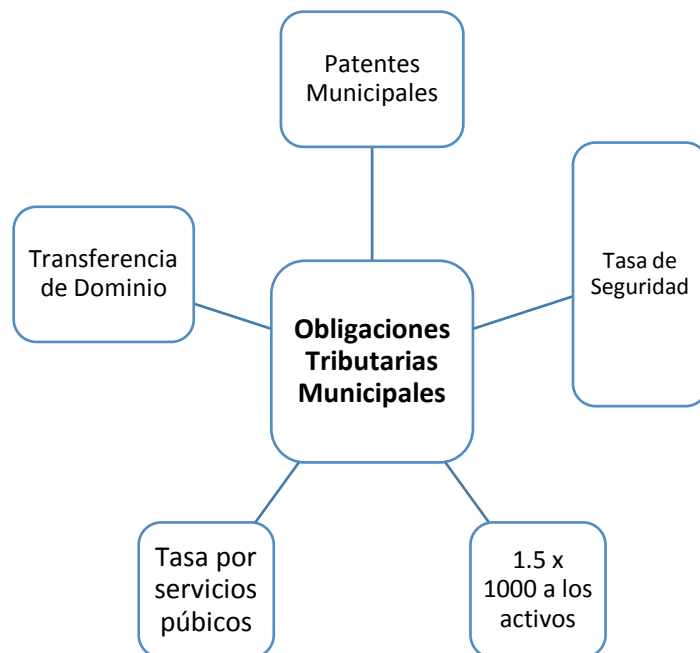 Patentes
Municipales
Transferencia
de Dominio
Tasa de
Seguridad
Obligaciones
Tributarias
Municipales
Tasa por
servicios
púbicos
1.5 x
1000 a los
activos